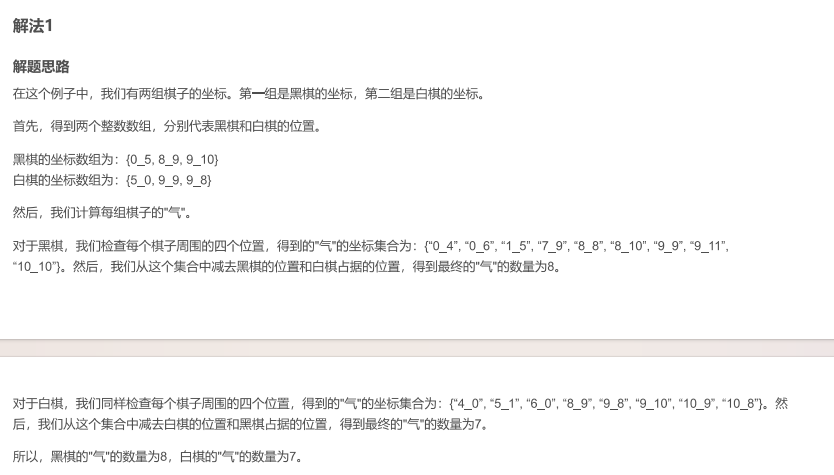 解法1
解题思路
在这个例子中，我们有两组棋子的坐标。第一组是黑棋的坐标，第二组是白棋的坐标。
首先，得到两个整数数组，分别代表黑棋和白棋的位置。
黑棋的坐标数组为：{0_5, 8_9, 9_10}
白棋的坐标数组为：{5_0, 9_9, 9_8}
然后，我们计算每组棋子的"气"。
对于黑棋，我们检查每个棋子周围的四个位置，得到的"气"的坐标集合为：{“0_4”, “0_6”, “1_5”, “7_9”, “8_8”, “8_10”, “9_9”, “9_11”,
“10_10”}。然后，我们从这个集合中减去黑棋的位置和白棋占据的位置，得到最终的"气"的数量为8。
对于白棋，我们同样检查每个棋子周围的四个位置，得到的"气"的坐标集合为：{“4_0”, “5_1”, “6_0”, “8_9”, “9_8”, “9_10”, “10_9”, “10_8”}。然
后，我们从这个集合中减去白棋的位置和黑棋占据的位置，得到最终的"气"的数量为7。
所以，黑棋的"气"的数量为8，白棋的"气"的数量为7。